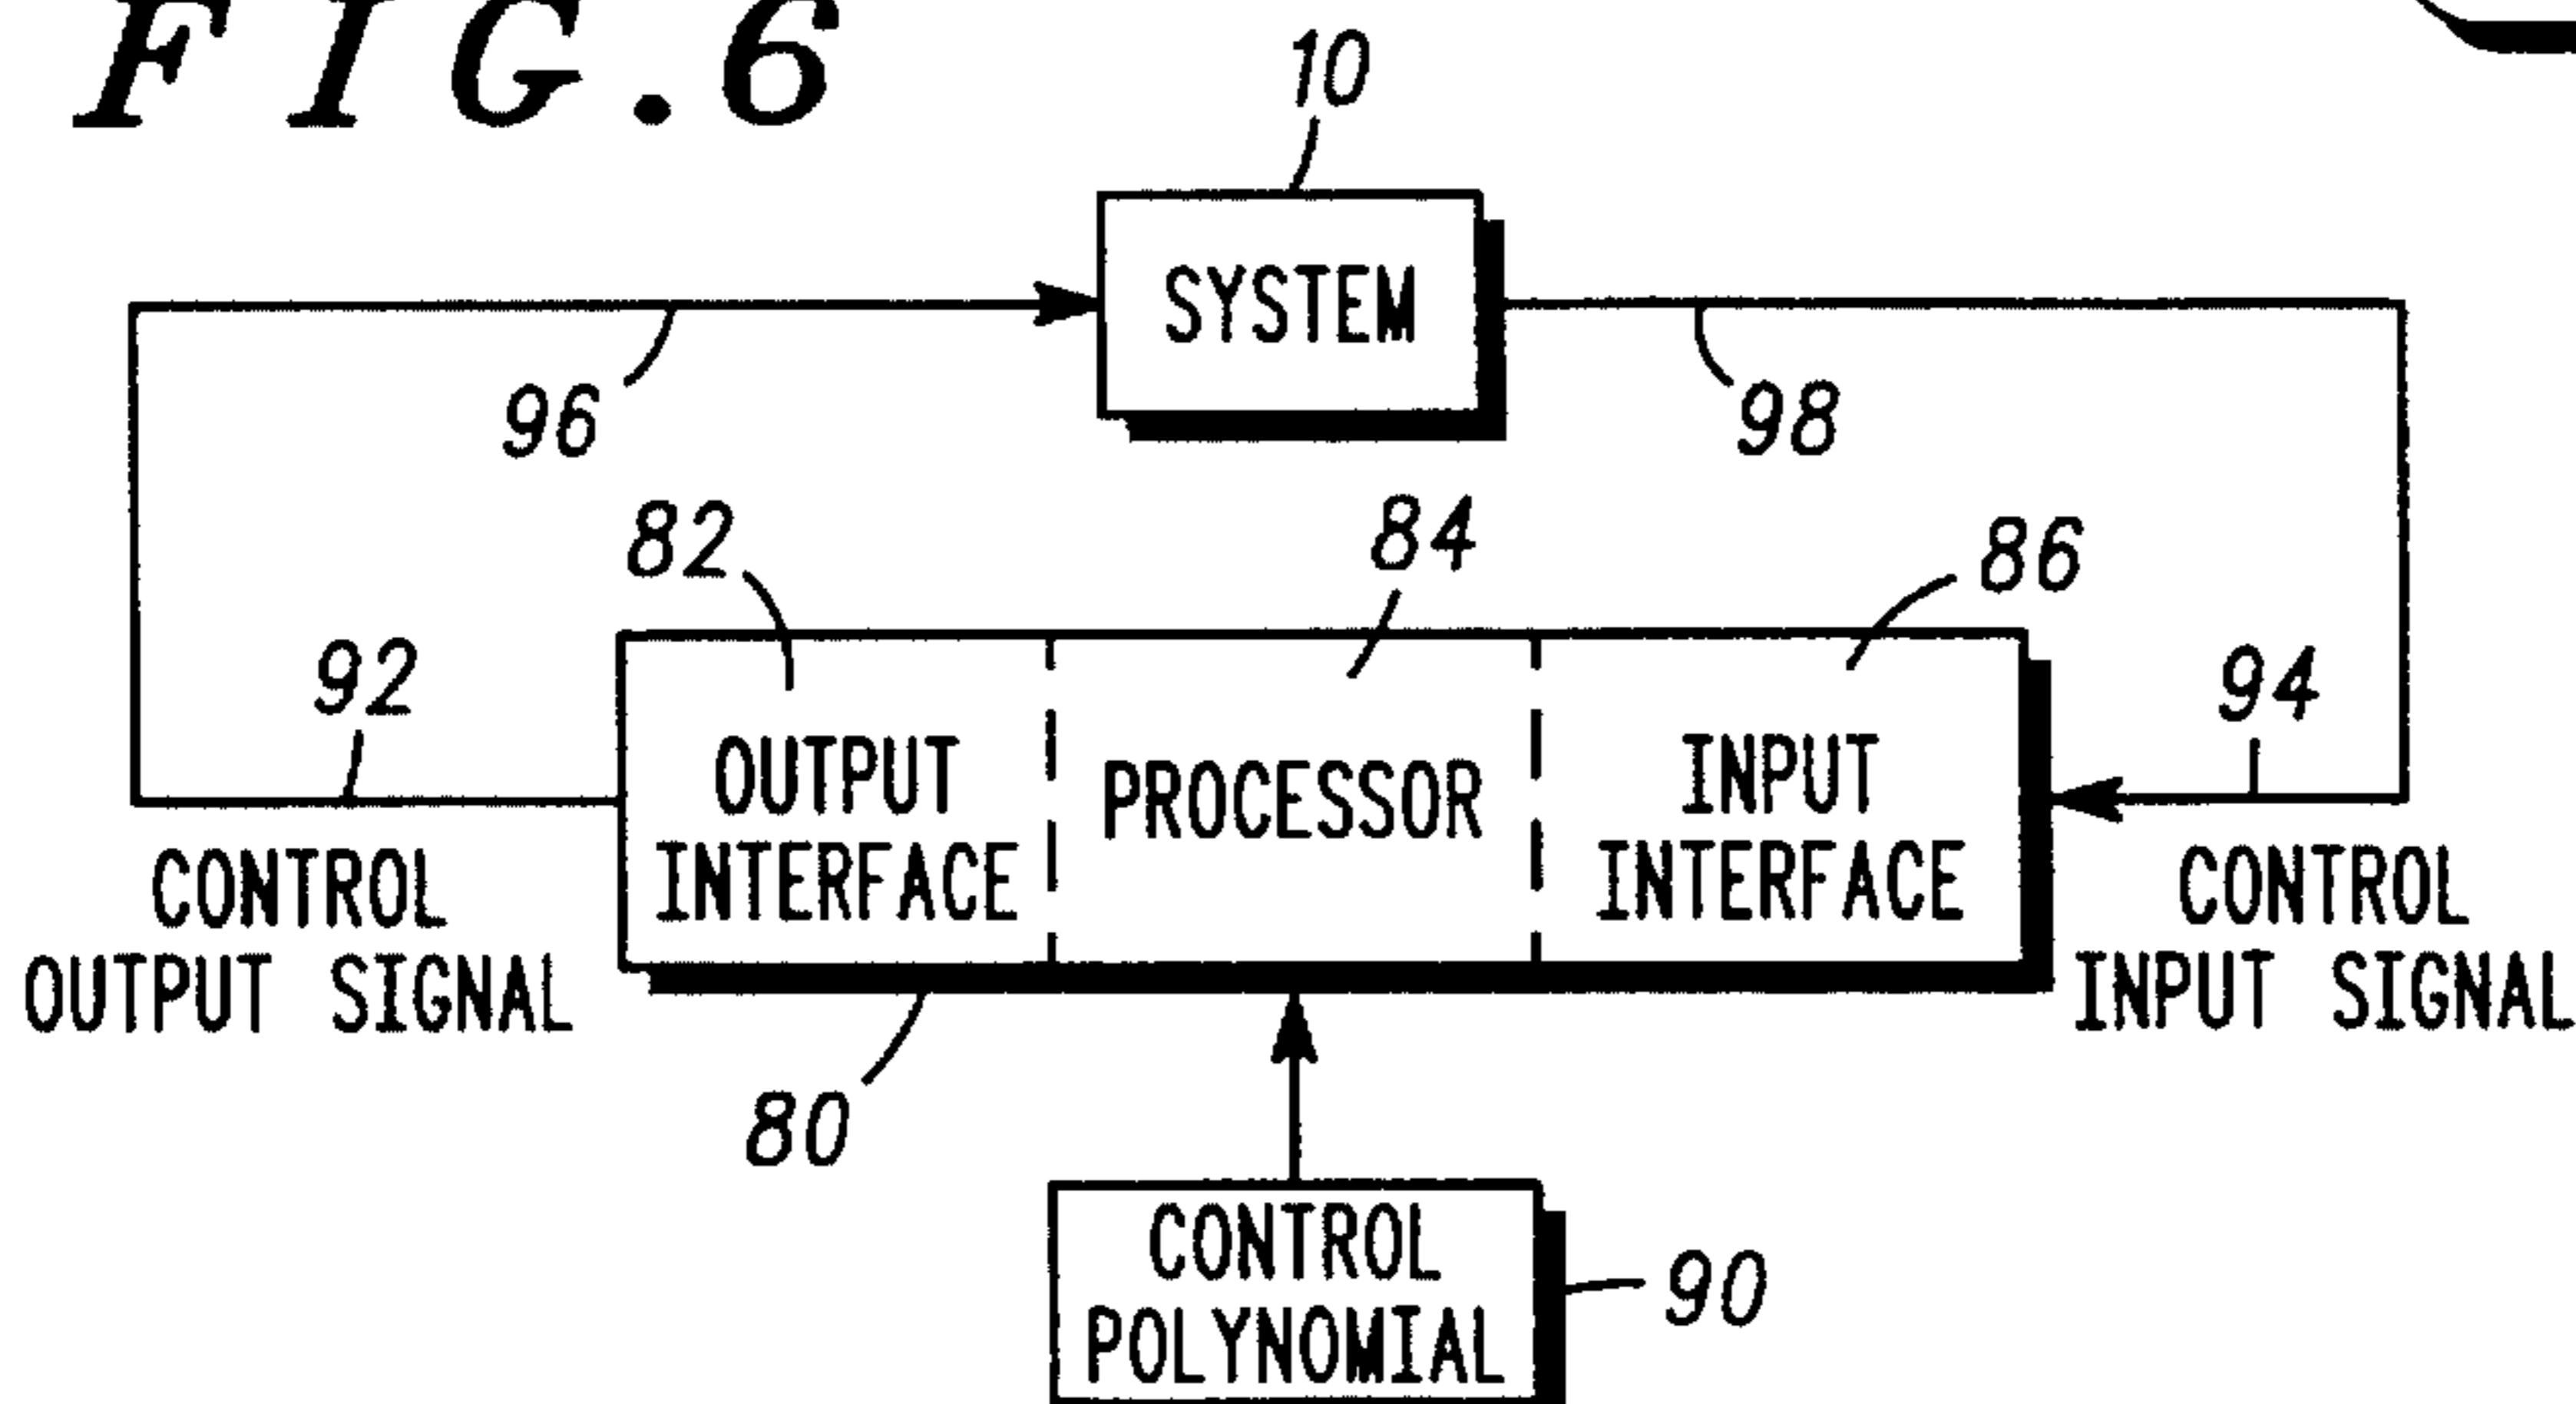 FIG.6
10
SYSTEM
96
98
82
84
86
92
94
OUTPUT
INTERFACE
PROCESSOR
INPUT
INTERFACE
CONTROL
OUTPUT SIGNAL
CONTROL
INPUT SIGNAL
80
CONTROL
POLYNOMIAL
90